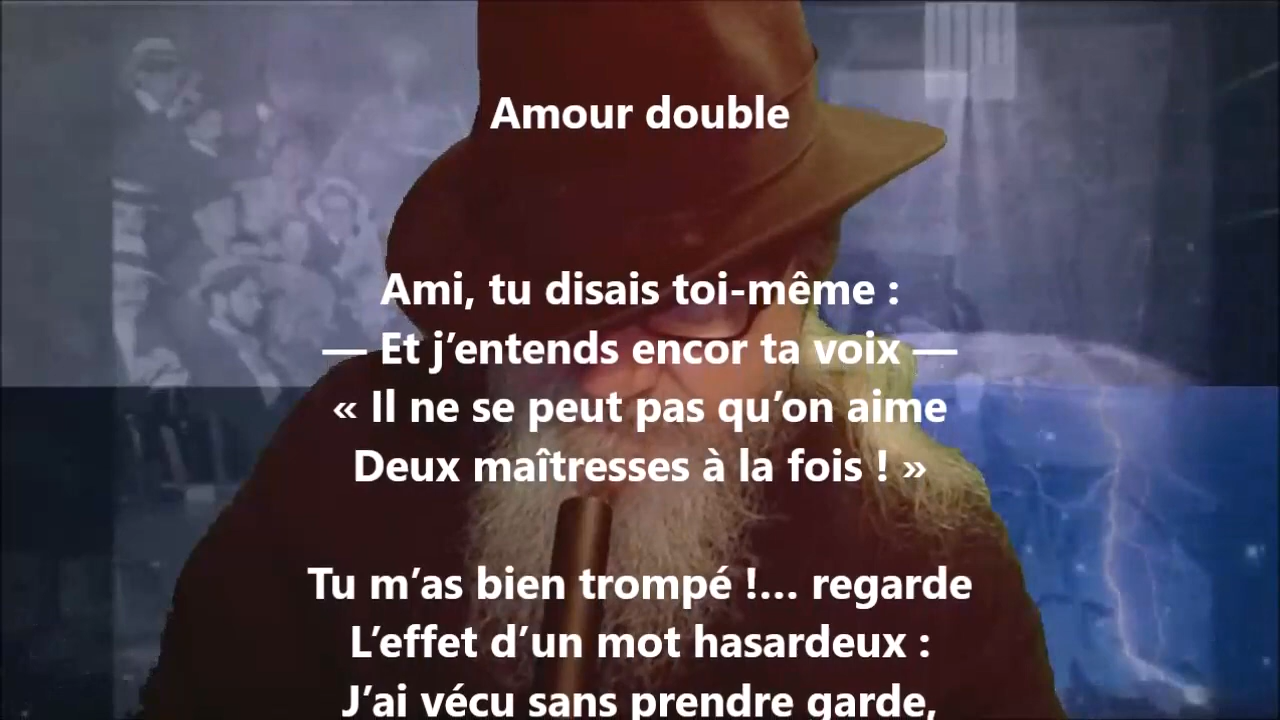 Amour double
Ami, tu disais toi-même :
— Et j’entends encor ta voix —
« Il ne se peut pas qu’on aime
Deux maîtresses à la fois ! »
Tu m’as bien trompé !… regarde
L’effet d’un mot hasardeux :
J’ai vécu sans prendre garde,